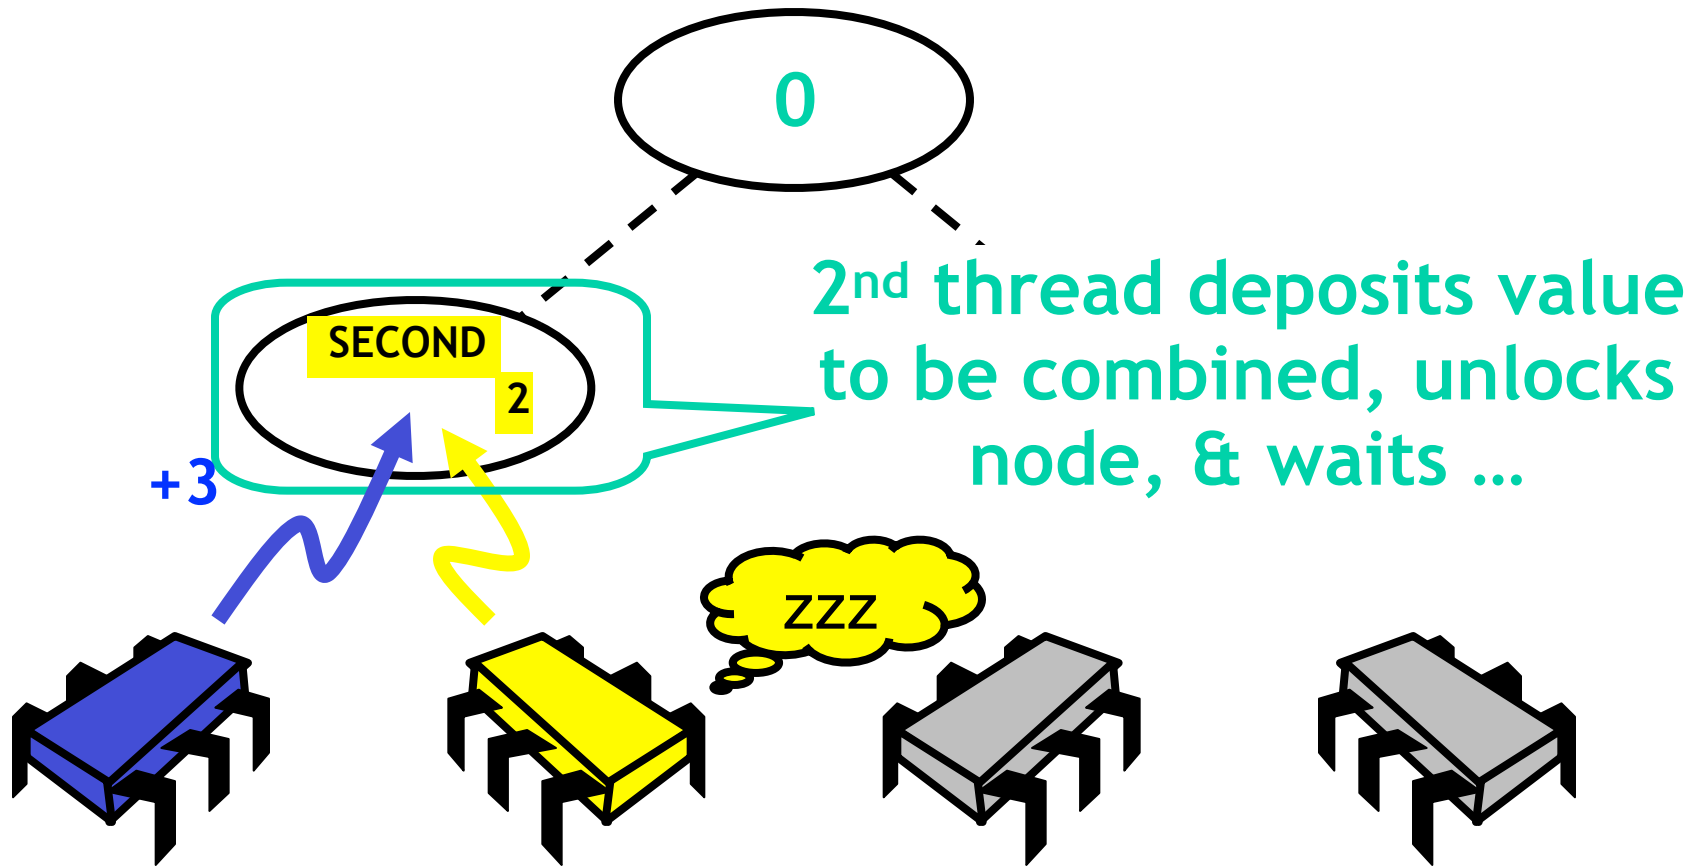 0
2nd thread deposits value
to be combined, unlocks
node, & waits …
SECOND
2
+3
zzz